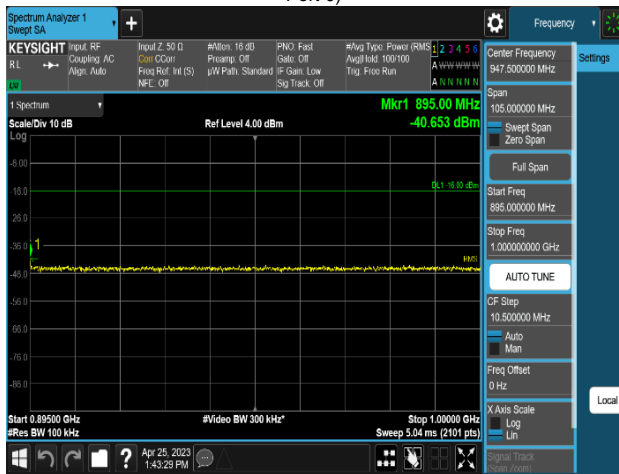 Port 0)
Spectrum Analyzer 1
Swept SA
Frequency
KEYSIGHT
RL
Input: RF
Coupling: AC
Align: Auto
Input Z: 50 Ω
Corr CCorr
Freq Ref: Int (S)
NFE: Off
#Atten: 16 dB
Preamp: Off
µW Path: Standard
PNO: Fast
Gate: Off
IF Gain: Low
Sig Track: Off
#Avg Type: Power (RMS
Avg|Hold: 100/100
Trig: Free Run
1 2 3 4 5 6
A W W W W W
A N N N N N
1 Spectrum
Scale/Div 10 dB
Ref Level 4.00 dBm
Mkr1 895.00 MHz
-40.653 dBm
Log
-6.00
-16.0
-26.0
-36.0
-46.0
-56.0
-66.0
-76.0
-86.0
DL1 -16.00 dBm
1
RMS
Start 0.89500 GHz
#Res BW 100 kHz
#Video BW 300 kHz*
Stop 1.00000 GHz
Sweep 5.04 ms (2101 pts)
Apr 25, 2023
1:43:29 PM
Center Frequency
947.500000 MHz
Span
105.000000 MHz
Swept Span
Zero Span
Full Span
Start Freq
895.000000 MHz
Stop Freq
1.000000000 GHz
AUTO TUNE
CF Step
10.500000 MHz
Auto
Man
Freq Offset
0 Hz
X Axis Scale
Log
Lin
Signal Track
(Span Zoom)
Settings
Local